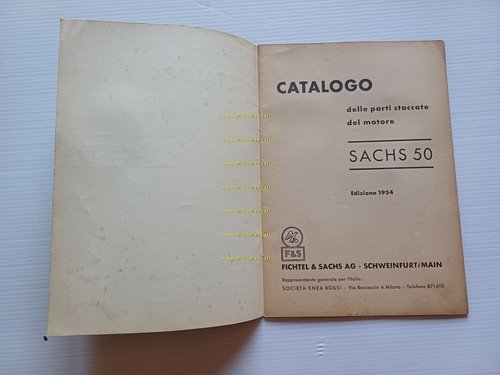 CATALOGO
delle parti staccate
del motore
SACHS 50
Edizione 1954
F&S
FICHTEL & SACHS AG · SCHWEINFURT/MAIN
Rappresentante generale per l'Italia:
SOCIETA ENEA ROSSI - Via Boccaccio 4 Milano - Telefono 871610